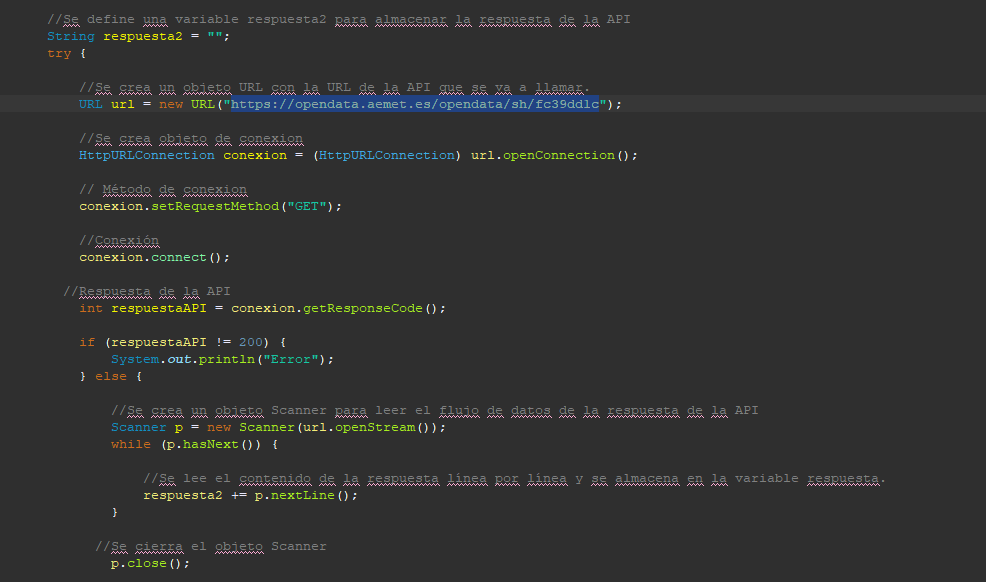 //Se define una variable respuesta2 para almacenar la respuesta de la API
String respuesta2 = "";
try {
//Se crea un objeto URL con la URL de la API que se va a llamar.
URL url = new URL("https://opendata.aemet.es/opendata/sh/fc39dd1c");
//Se crea objeto de conexion
HttpURLConnection conexion = (HttpURLConnection) url.openConnection();
// Método de conexion
conexion.setRequestMethod("GET");
//Conexión
conexion.connect();
//Respuesta de la API
int respuestaAPI = conexion.getResponseCode();
if (respuestaAPI != 200) {
System.out.println("Error");
} else {
//Se crea un objeto Scanner para leer el flujo de datos de la respuesta de la API
Scanner p = new Scanner(url.openStream());
while (p.hasNext()) {
//Se lee el contenido de la respuesta línea por línea y se almacena en la variable respuesta.
respuesta2 += p.nextLine();
}
//Se cierra el objeto Scanner
p.close();